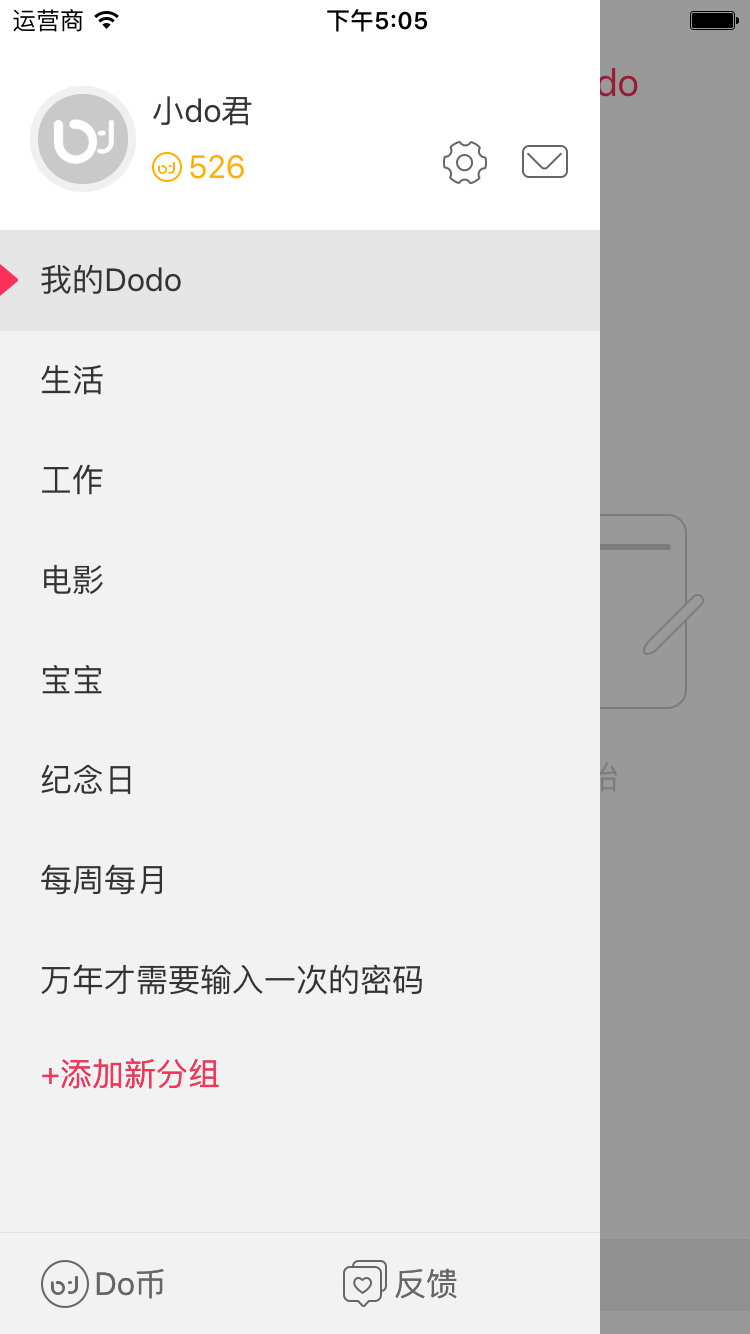 运营商 下午5:05
do
小do君
526
我的Dodo
生活
工作
电影
宝宝
纪念日
每周每月
万年才需要输入一次的密码
+添加新分组
Do币 反馈